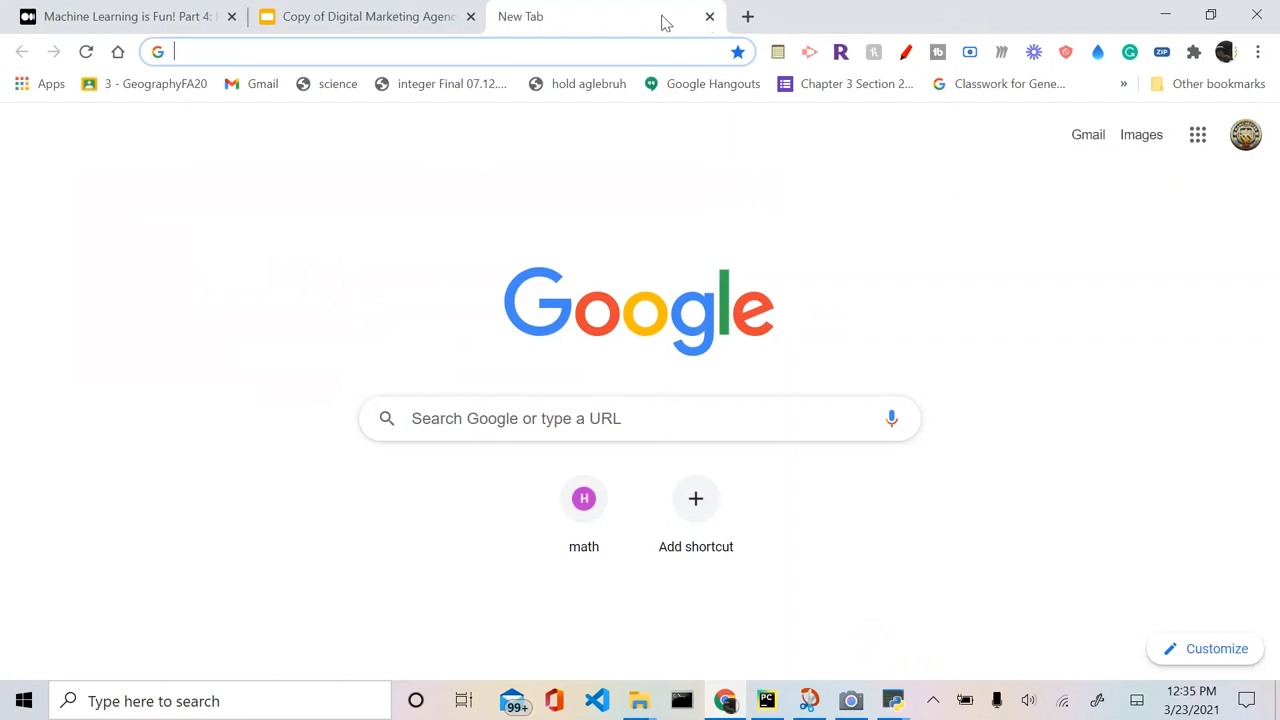 Machine Learning is Fun! Part 4:
Copy of Digital Marketing Agenc
New Tab
Apps
3 - GeographyFA20
Gmail
science
integer Final 07.12....
hold aglebruh
Google Hangouts
Chapter 3 Section 2...
Classwork for Gene...
»
Other bookmarks
Gmail
Images
Google
Search Google or type a URL
H
math
Add shortcut
Customize
Type here to search
99+
12:35 PM
3/23/2021